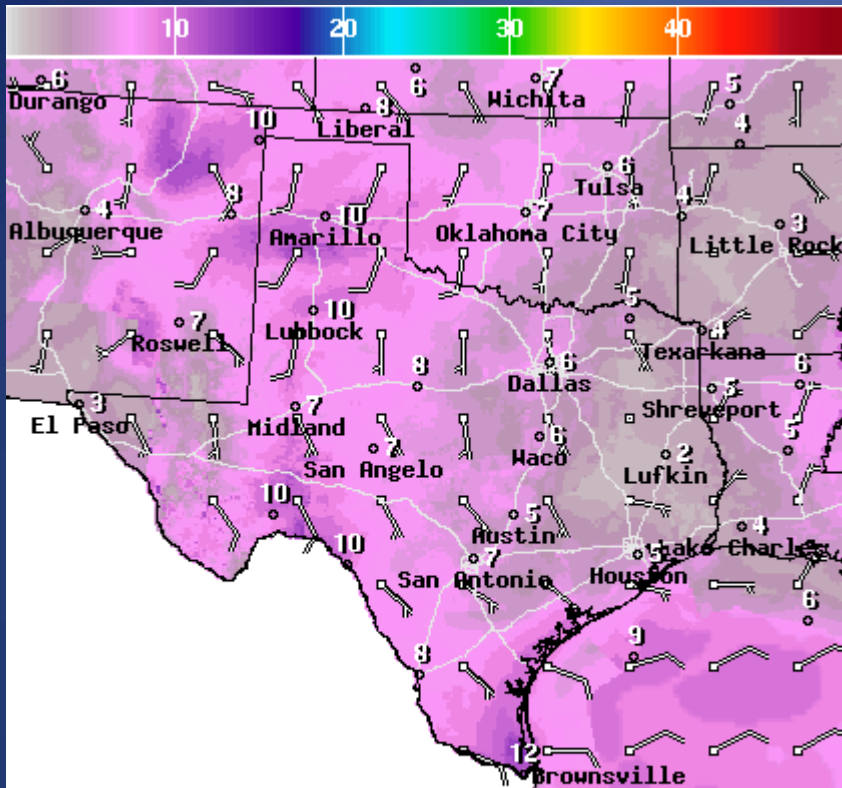 10 20 30 40
6 6 7 5
Durango Wichita
10 8 4
Liberal
6
Tulsa
4 8 10 7 4 3
Albuquerque Amarillo Oklahoma City Little Rock
7 10 5 4
Roswell Lubbock Texarkana
8 6 6
Dallas
3 7 5
El Paso Midland Shreveport
7 6 2 5
San Angelo Waco Lufkin
10 5 4
Austin Charles
10 7 5
San Antonio Houston
6
8 9
12
Brownsville